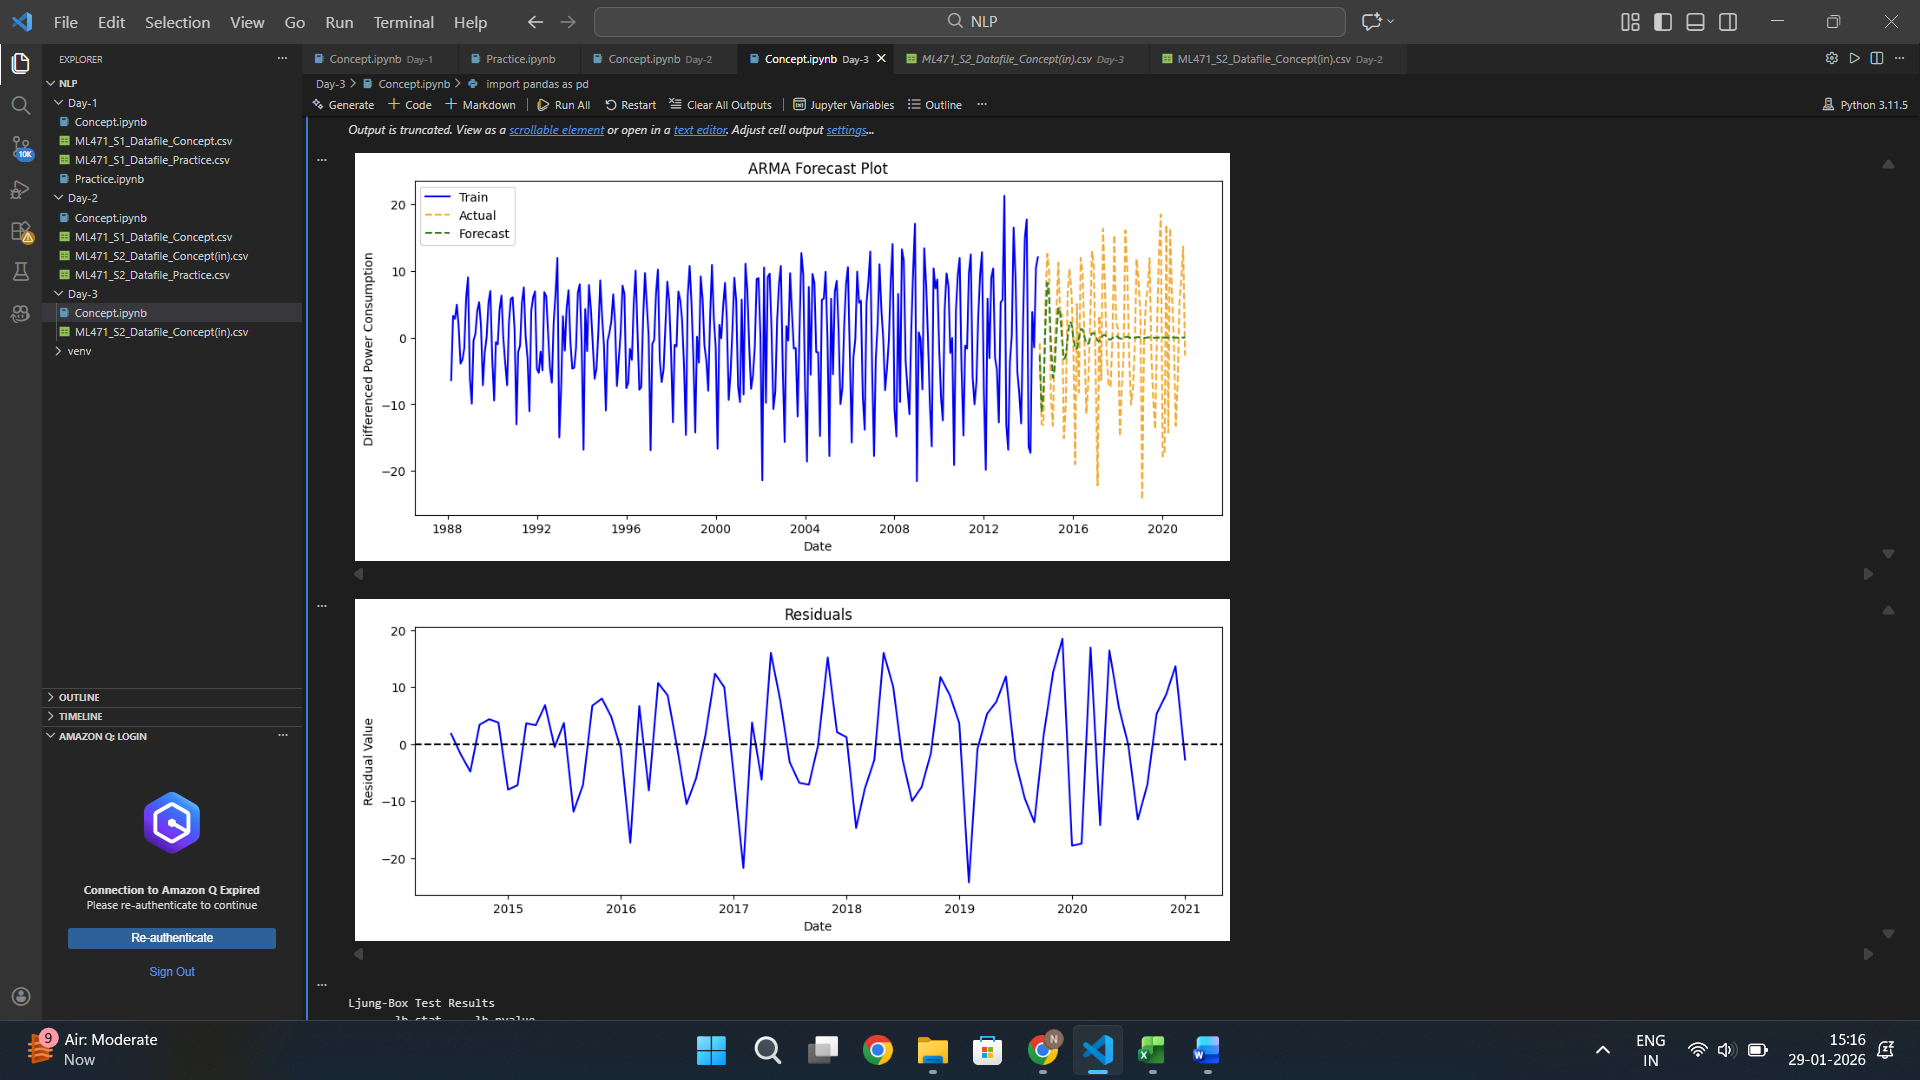 File Edit Selection View Go Run Terminal Help
NLP
EXPLORER
NLP
Day-1
Concept.ipynb
ML471_S1_Datafile_Concept.csv
ML471_S1_Datafile_Practice.csv
Practice.ipynb
Day-2
Concept.ipynb
ML471_S1_Datafile_Concept.csv
ML471_S2_Datafile_Concept(in).csv
ML471_S2_Datafile_Practice.csv
Day-3
Concept.ipynb
ML471_S2_Datafile_Concept(in).csv
venv
10K
OUTLINE
TIMELINE
AMAZON Q: LOGIN
Connection to Amazon Q Expired
Please re-authenticate to continue
Re-authenticate
Sign Out
Concept.ipynb Day-1 Practice.ipynb Concept.ipynb Day-2 Concept.ipynb Day-3 ML471_S2_Datafile_Concept(in).csv Day-3 ML471_S2_Datafile_Concept(in).csv Day-2
Day-3 > Concept.ipynb > import pandas as pd
Generate + Code + Markdown Run All Restart Clear All Outputs Jupyter Variables Outline ... Python 3.11.5
Output is truncated. View as a scrollable element or open in a text editor. Adjust cell output settings...
ARMA Forecast Plot
Train
Actual
Forecast
Differenced Power Consumption
20
10
0
−10
−20
1988 1992 1996 2000 2004 2008 2012 2016 2020
Date
Residuals
Residual Value
20
10
0
−10
−20
2015 2016 2017 2018 2019 2020 2021
Date
Ljung-Box Test Results
lb_stat lb_pvalue
9
Air: Moderate
Now
N
ENG
IN
15:16
29-01-2026